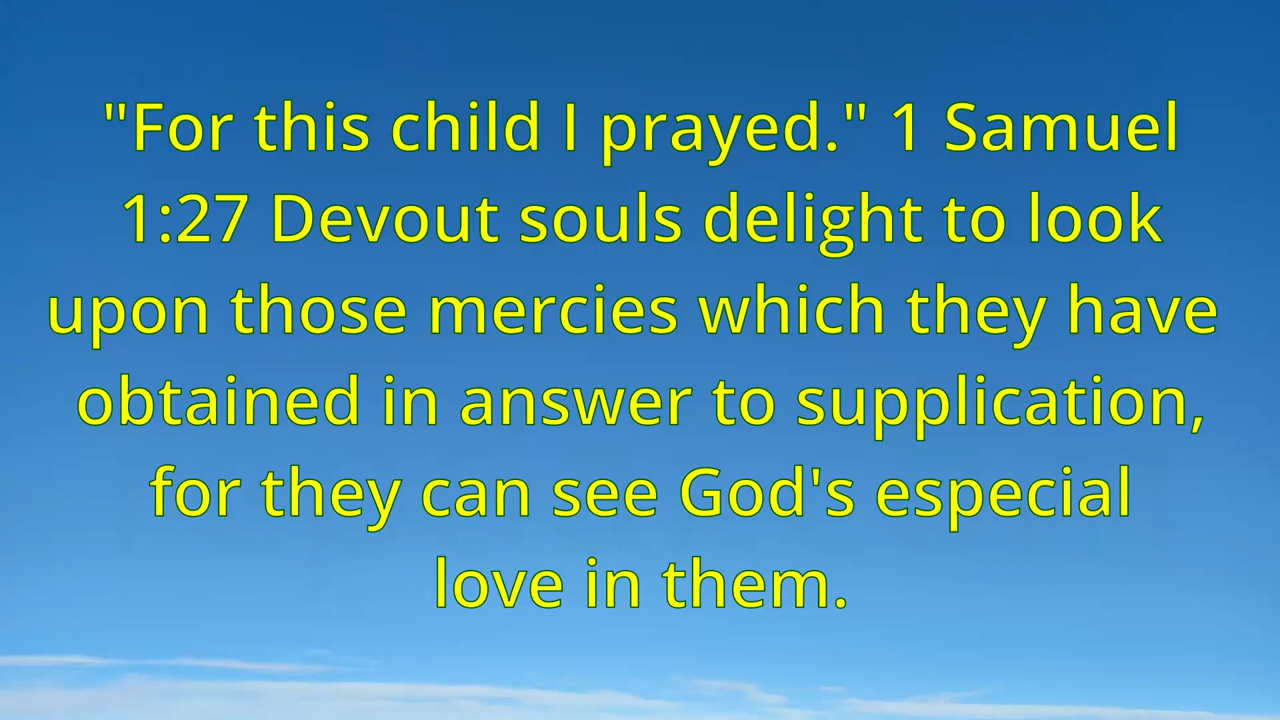 "For this child I prayed." 1 Samuel
1:27 Devout souls delight to look
upon those mercies which they have
obtained in answer to supplication,
for they can see God's especial
love in them.